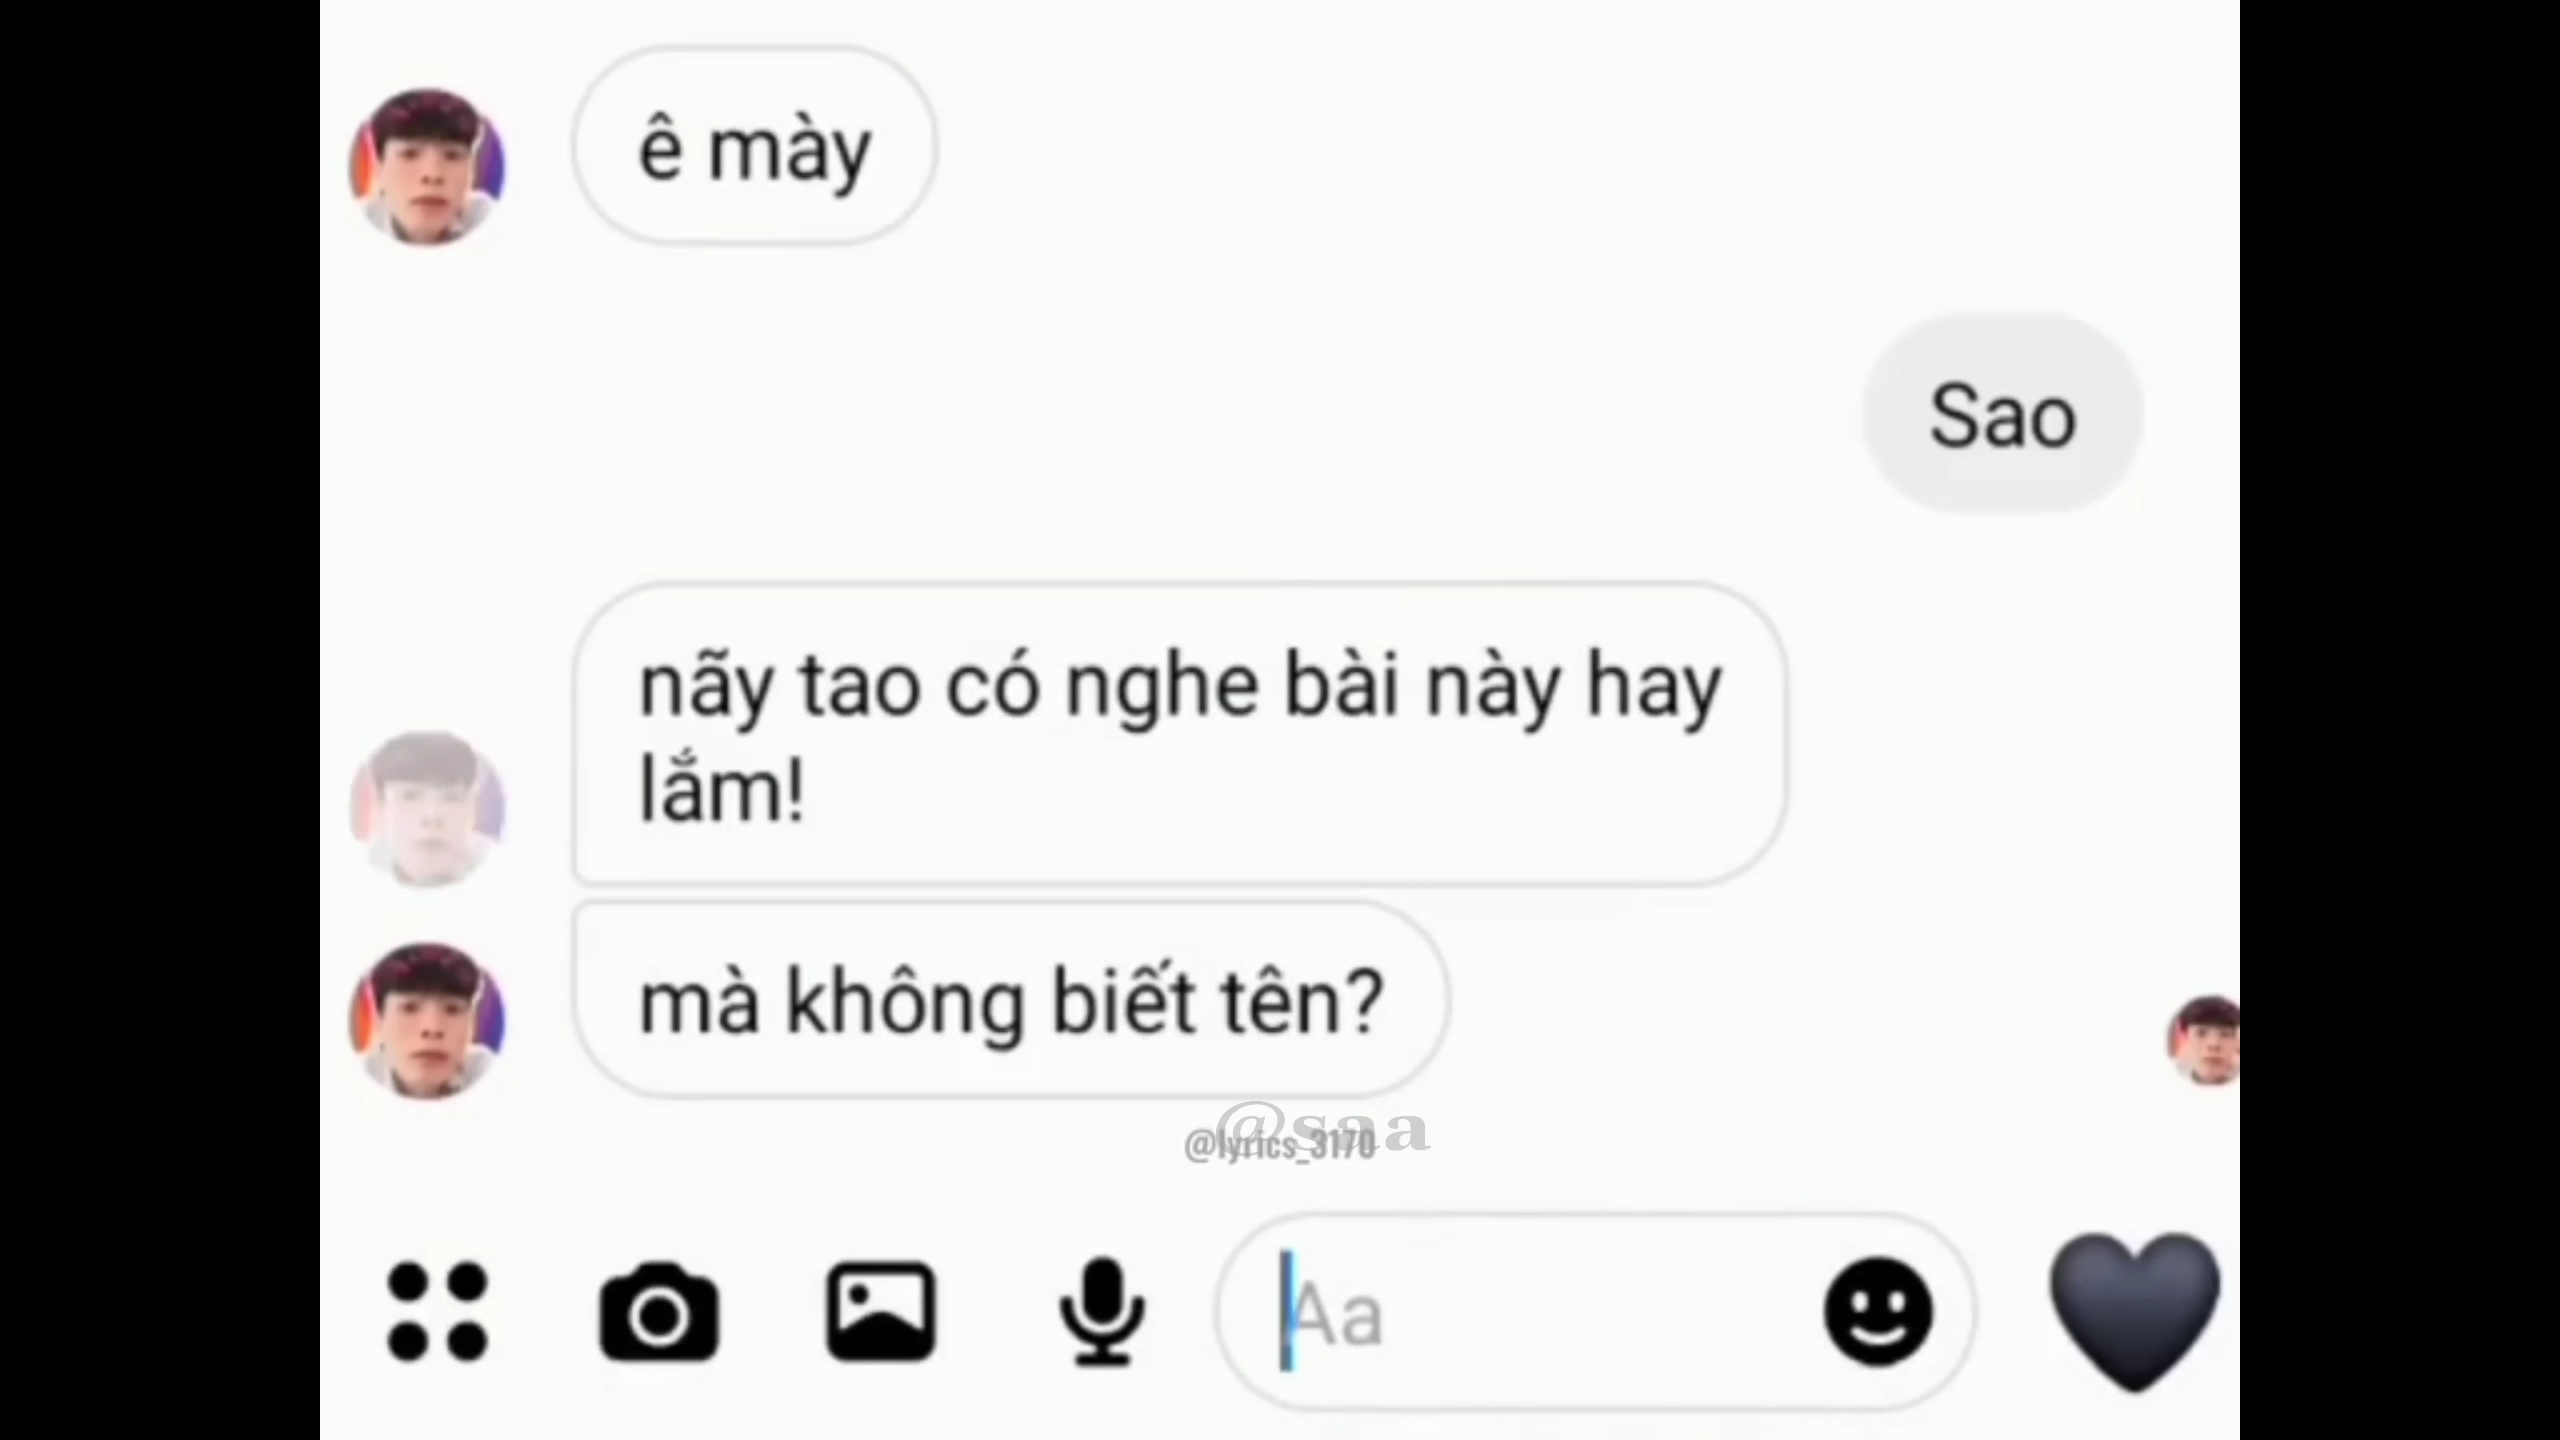 ê mày
Sao
nãy tao có nghe bài này hay
lắm!
mà không biết tên?
@saa
@lyrics_3170
Aa